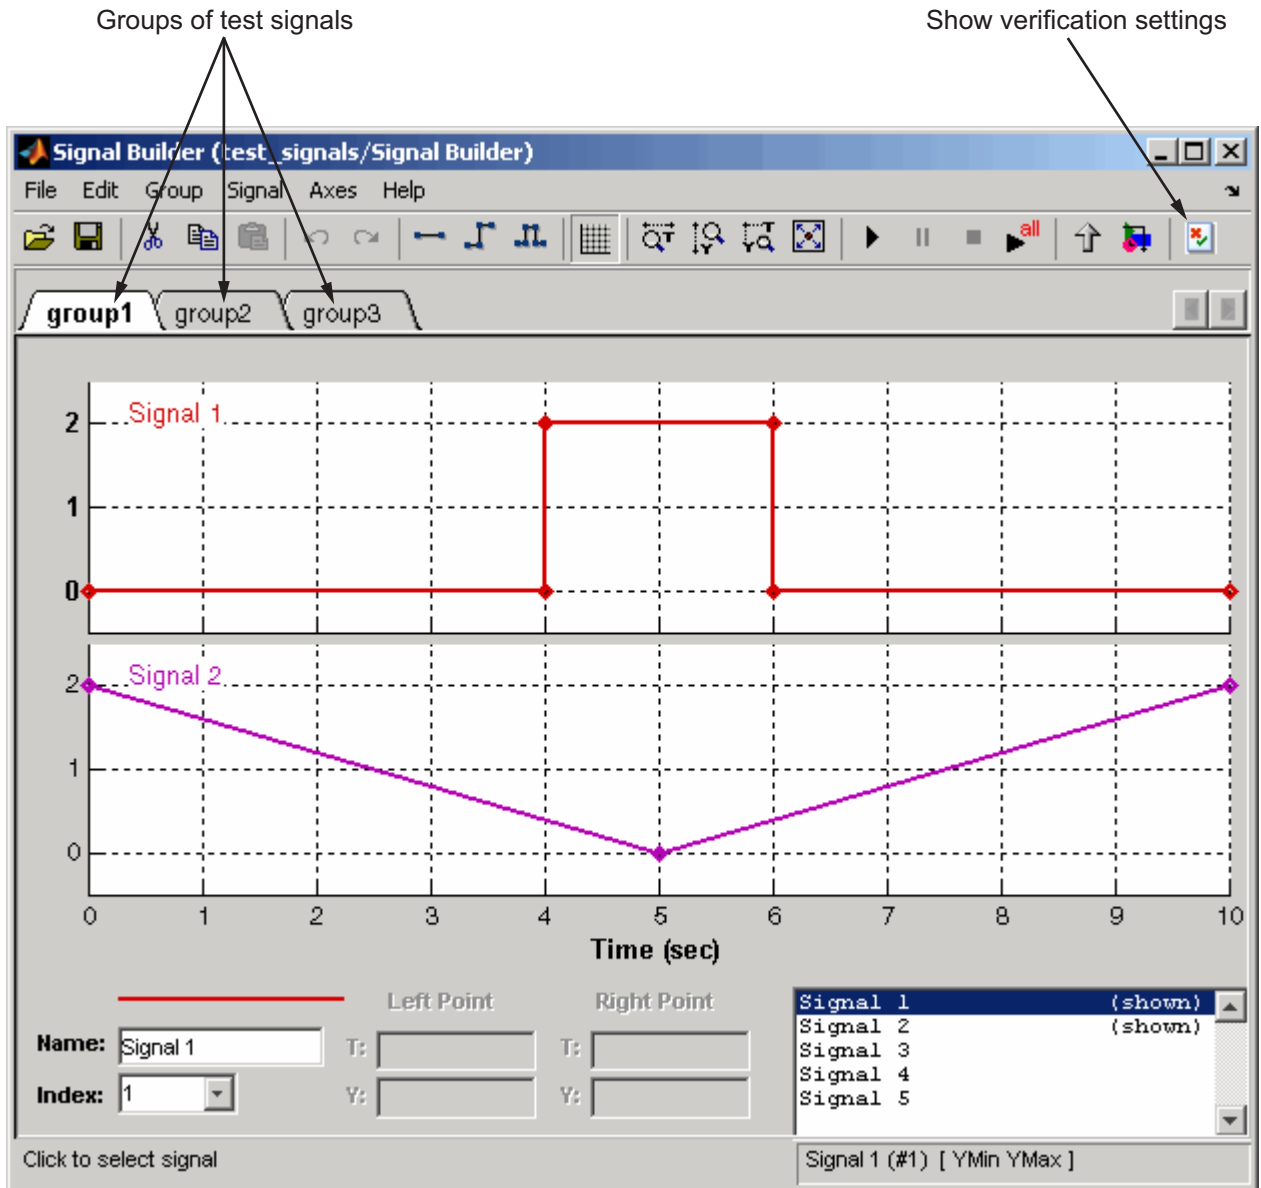 Groups of test signals
Show verification settings
Signal Builder (test_signals/Signal Builder)
File Edit Group Signal Axes Help
all
group1 group2 group3
Signal 1
2
1
0
Signal 2
2
1
0
0 1 2 3 4 5 6 7 8 9 10
Time (sec)
Left Point Right Point
Name: Signal 1 T: T:
Index: 1 Y: Y:
Signal 1 (shown)
Signal 2 (shown)
Signal 3
Signal 4
Signal 5
Click to select signal
Signal 1 (#1) [ YMin YMax ]